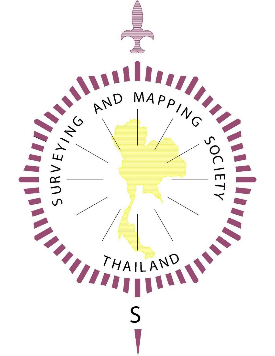 SURVEYING AND MAPPING SOCIETY
THAILAND
S